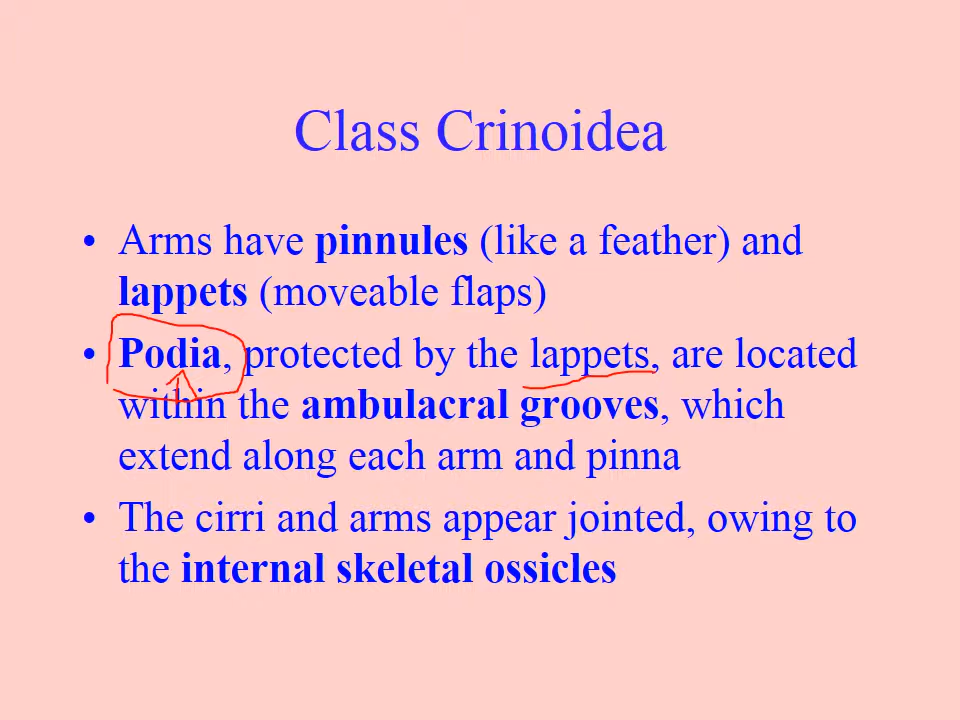 Class Crinoidea
• Arms have pinnules (like a feather) and
lappets (moveable flaps)
• Podia, protected by the lappets, are located
within the ambulacral grooves, which
extend along each arm and pinna
• The cirri and arms appear jointed, owing to
the internal skeletal ossicles